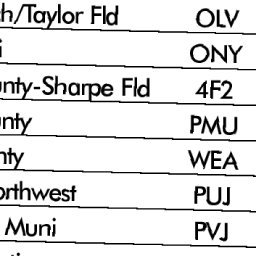 h/Taylor Fld OLV
i ONY
unty-Sharpe Fld 4F2
unty PMU
nty WEA
orthwest PUJ
Muni PVJ